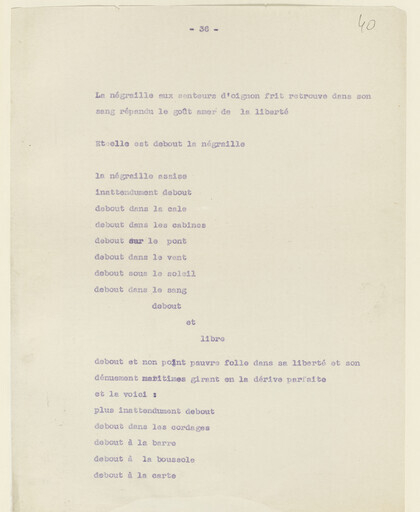 - 36 -
40
La négraille aux senteurs d'oignon frit retrouve dans son
sang répandu le goût amer de la liberté
Et elle est debout la négraille
la négraille assise
inattendument debout
debout dans la cale
debout dans les cabines
debout sur le pont
debout dans le vent
debout sous le soleil
debout dans le sang
debout
et
libre
debout et non point pauvre folle dans sa liberté et son
dénuement maritimes girant en la dérive parfaite
et la voici :
plus inattendument debout
debout dans les cordages
debout à la barre
debout à la boussole
debout à la carte